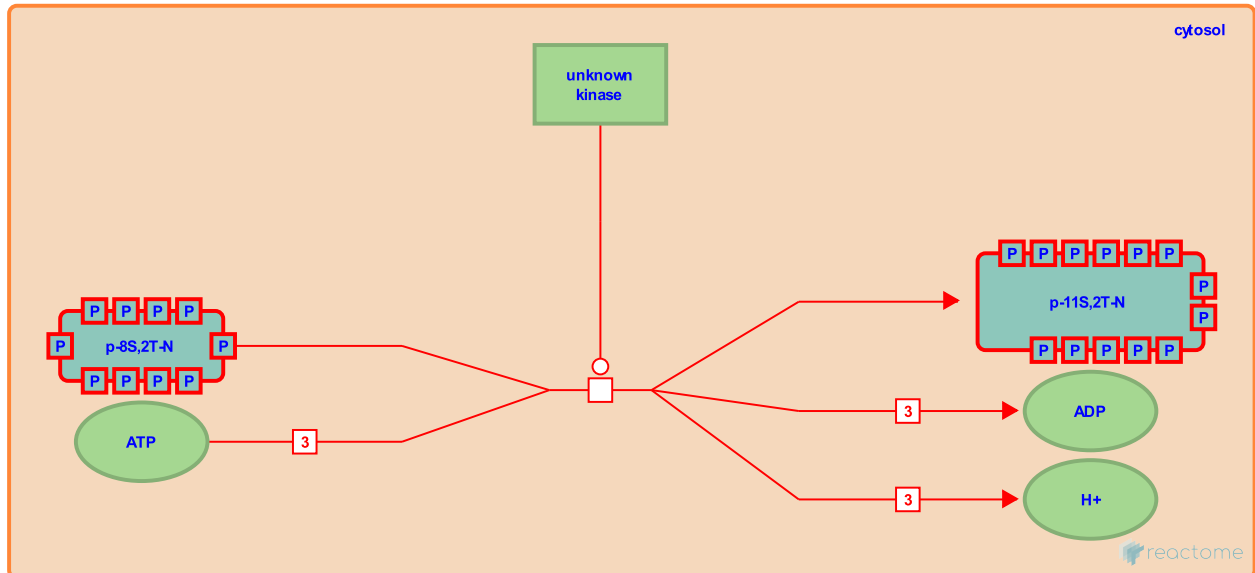 cytosol
unknown
kinase
P P P P P P
P
p-11S,2T-N
P
P P P P P
P P P P
P p-8S,2T-N P
P P P P
ATP
3
3
ADP
3
H+
reactome